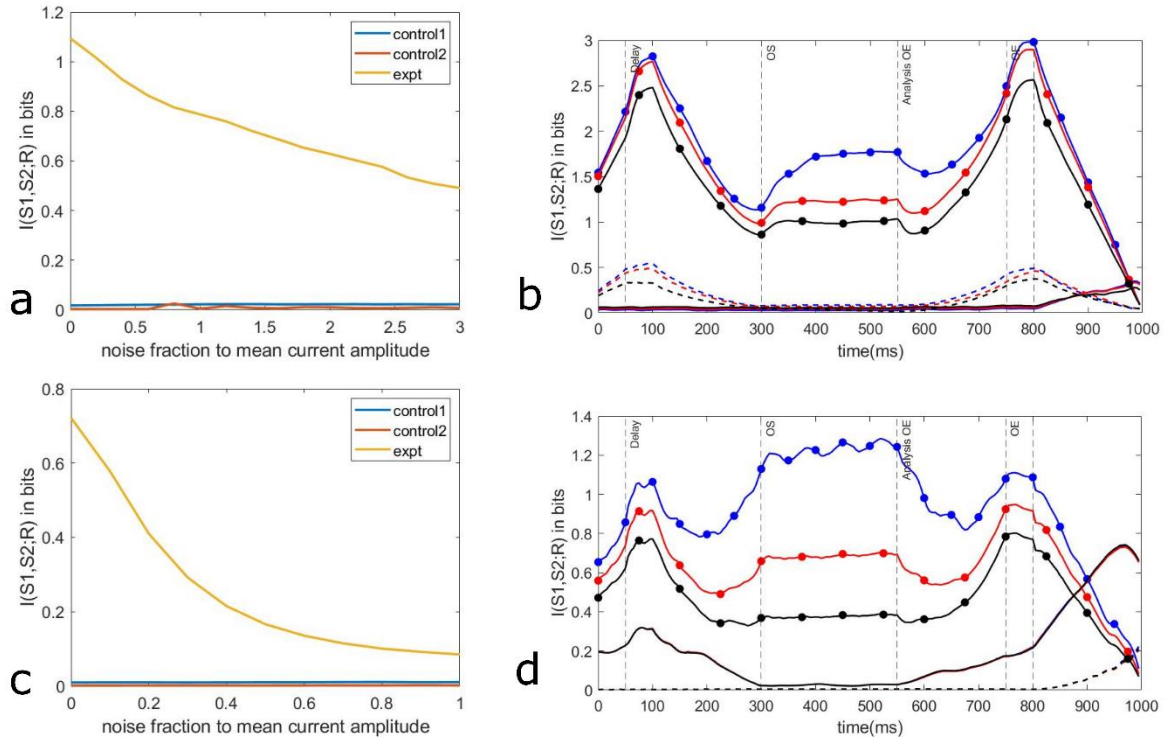 1.2
1
0.8
0.6
0.4
0.2
0
I(S1,S2;R) in bits
control1
control2
expt
a
0 0.5 1 1.5 2 2.5 3
noise fraction to mean current amplitude
3
2.5
2
1.5
1
0.5
0
I(S1,S2;R) in bits
Delay
OS
Analysis OE
OE
b
0 100 200 300 400 500 600 700 800 900 1000
time(ms)
0.8
0.6
0.4
0.2
0
I(S1,S2;R) in bits
control1
control2
expt
c
0 0.2 0.4 0.6 0.8 1
noise fraction to mean current amplitude
1.4
1.2
1
0.8
0.6
0.4
0.2
0
I(S1,S2;R) in bits
Delay
OS
Analysis OE
OE
d
0 100 200 300 400 500 600 700 800 900 1000
time(ms)